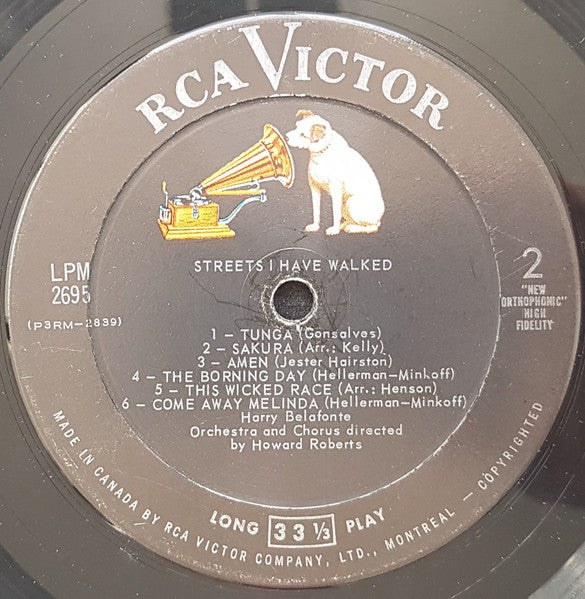 RCA VICTOR
STREETS I HAVE WALKED
LPM
2695
(P3RM-2839)
2
"NEW
ORTHOPHONIC"
HIGH
FIDELITY
1 – TUNGA (Gonsalves)
2 – SAKURA (Arr.: Kelly)
3 – AMEN (Jester Hairston)
4 – THE BORNING DAY (Hellerman-Minkoff)
5 – THIS WICKED RACE (Arr.: Henson)
6 – COME AWAY MELINDA (Hellerman-Minkoff)
Harry Belafonte
Orchestra and Chorus directed
by Howard Roberts
LONG 33 1/3 PLAY
MADE IN CANADA BY RCA VICTOR COMPANY, LTD., MONTREAL – COPYRIGHTED